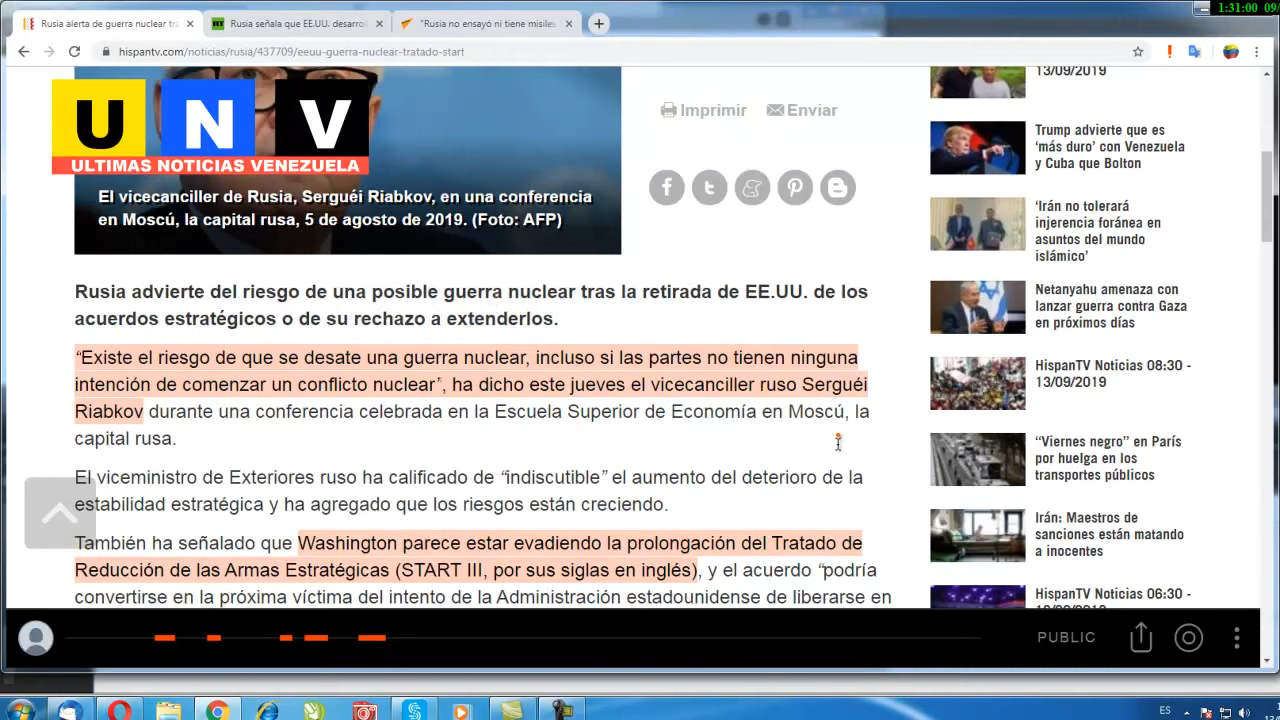 1:31:00 09/
Rusia alerta de guerra nuclear tra
Rusia señala que EE.UU. desarroll
"Rusia no ensayó ni tiene misiles
hispantv.com/noticias/rusia/437709/eeuu-guerra-nuclear-tratado-start
U N V
ULTIMAS NOTICIAS VENEZUELA
El vicecanciller de Rusia, Serguéi Riabkov, en una conferencia
en Moscú, la capital rusa, 5 de agosto de 2019. (Foto: AFP)
Imprimir
Enviar
Rusia advierte del riesgo de una posible guerra nuclear tras la retirada de EE.UU. de los
acuerdos estratégicos o de su rechazo a extenderlos.
“Existe el riesgo de que se desate una guerra nuclear, incluso si las partes no tienen ninguna
intención de comenzar un conflicto nuclear”, ha dicho este jueves el vicecanciller ruso Serguéi
Riabkov durante una conferencia celebrada en la Escuela Superior de Economía en Moscú, la
capital rusa.
El viceministro de Exteriores ruso ha calificado de “indiscutible” el aumento del deterioro de la
estabilidad estratégica y ha agregado que los riesgos están creciendo.
También ha señalado que Washington parece estar evadiendo la prolongación del Tratado de
Reducción de las Armas Estratégicas (START III, por sus siglas en inglés), y el acuerdo “podría
convertirse en la próxima víctima del intento de la Administración estadounidense de liberarse en
13/09/2019
Trump advierte que es
‘más duro’ con Venezuela
y Cuba que Bolton
‘Irán no tolerará
injerencia foránea en
asuntos del mundo
islámico’
Netanyahu amenaza con
lanzar guerra contra Gaza
en próximos días
HispanTV Noticias 08:30 -
13/09/2019
“Viernes negro” en París
por huelga en los
transportes públicos
Irán: Maestros de
sanciones están matando
a inocentes
HispanTV Noticias 06:30 -
PUBLIC
ES